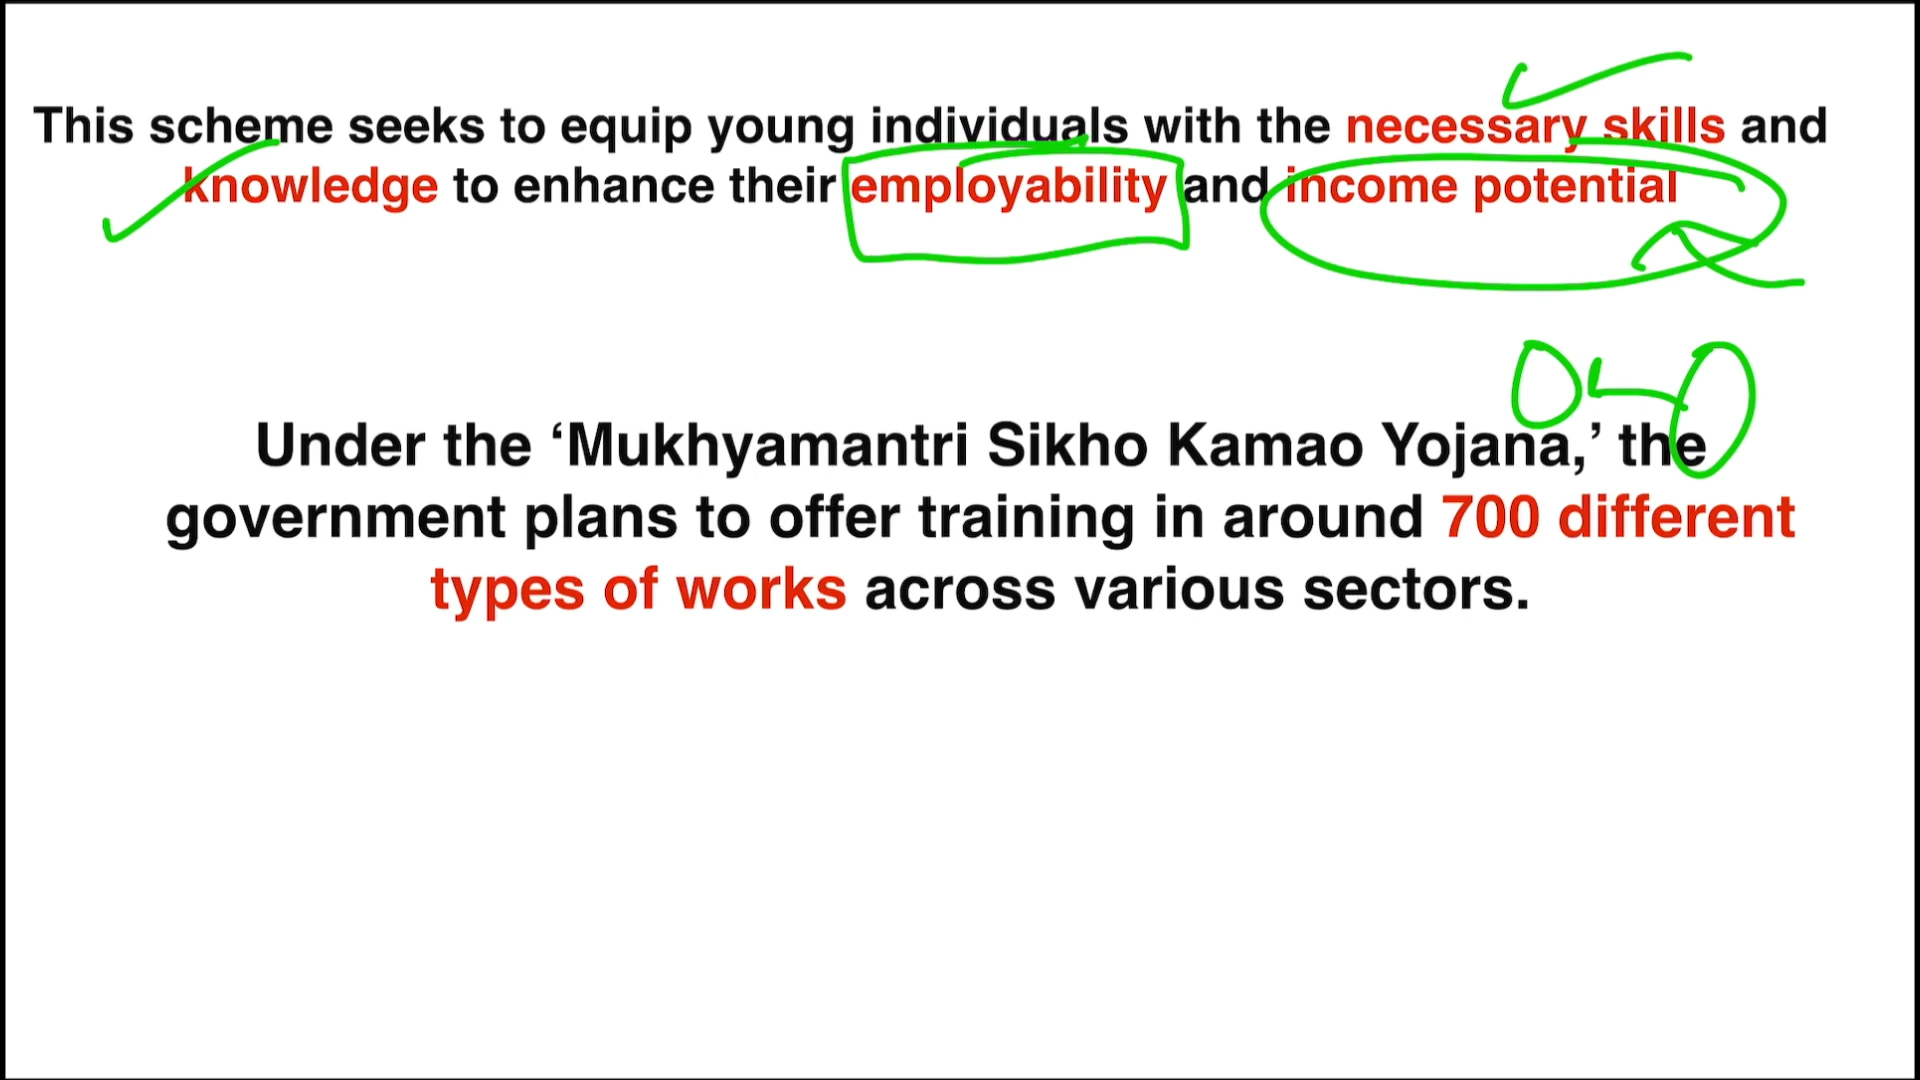 This scheme seeks to equip young individuals with the necessary skills and
knowledge to enhance their employability and income potential
Under the ‘Mukhyamantri Sikho Kamao Yojana,’ the
government plans to offer training in around 700 different
types of works across various sectors.